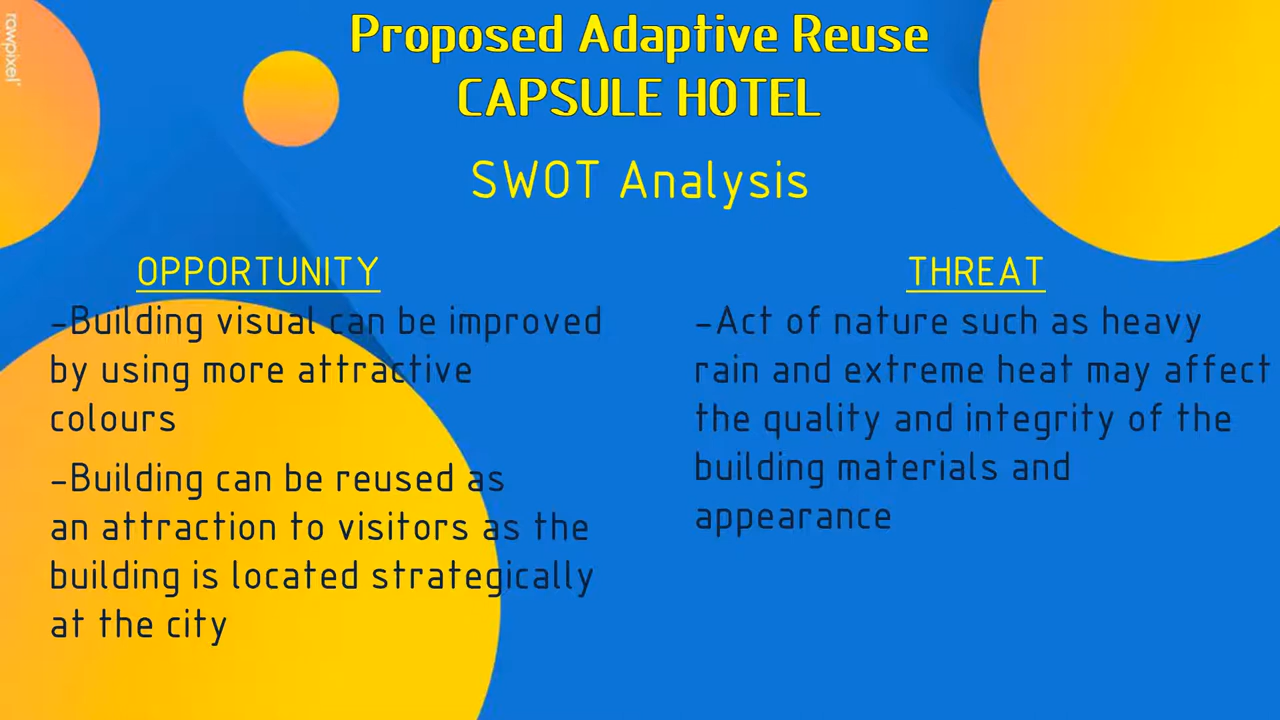 rawpixel
Proposed Adaptive Reuse
CAPSULE HOTEL
SWOT Analysis
OPPORTUNITY
-Building visual can be improved
by using more attractive
colours
-Building can be reused as
an attraction to visitors as the
building is located strategically
at the city
THREAT
-Act of nature such as heavy
rain and extreme heat may affect
the quality and integrity of the
building materials and
appearance